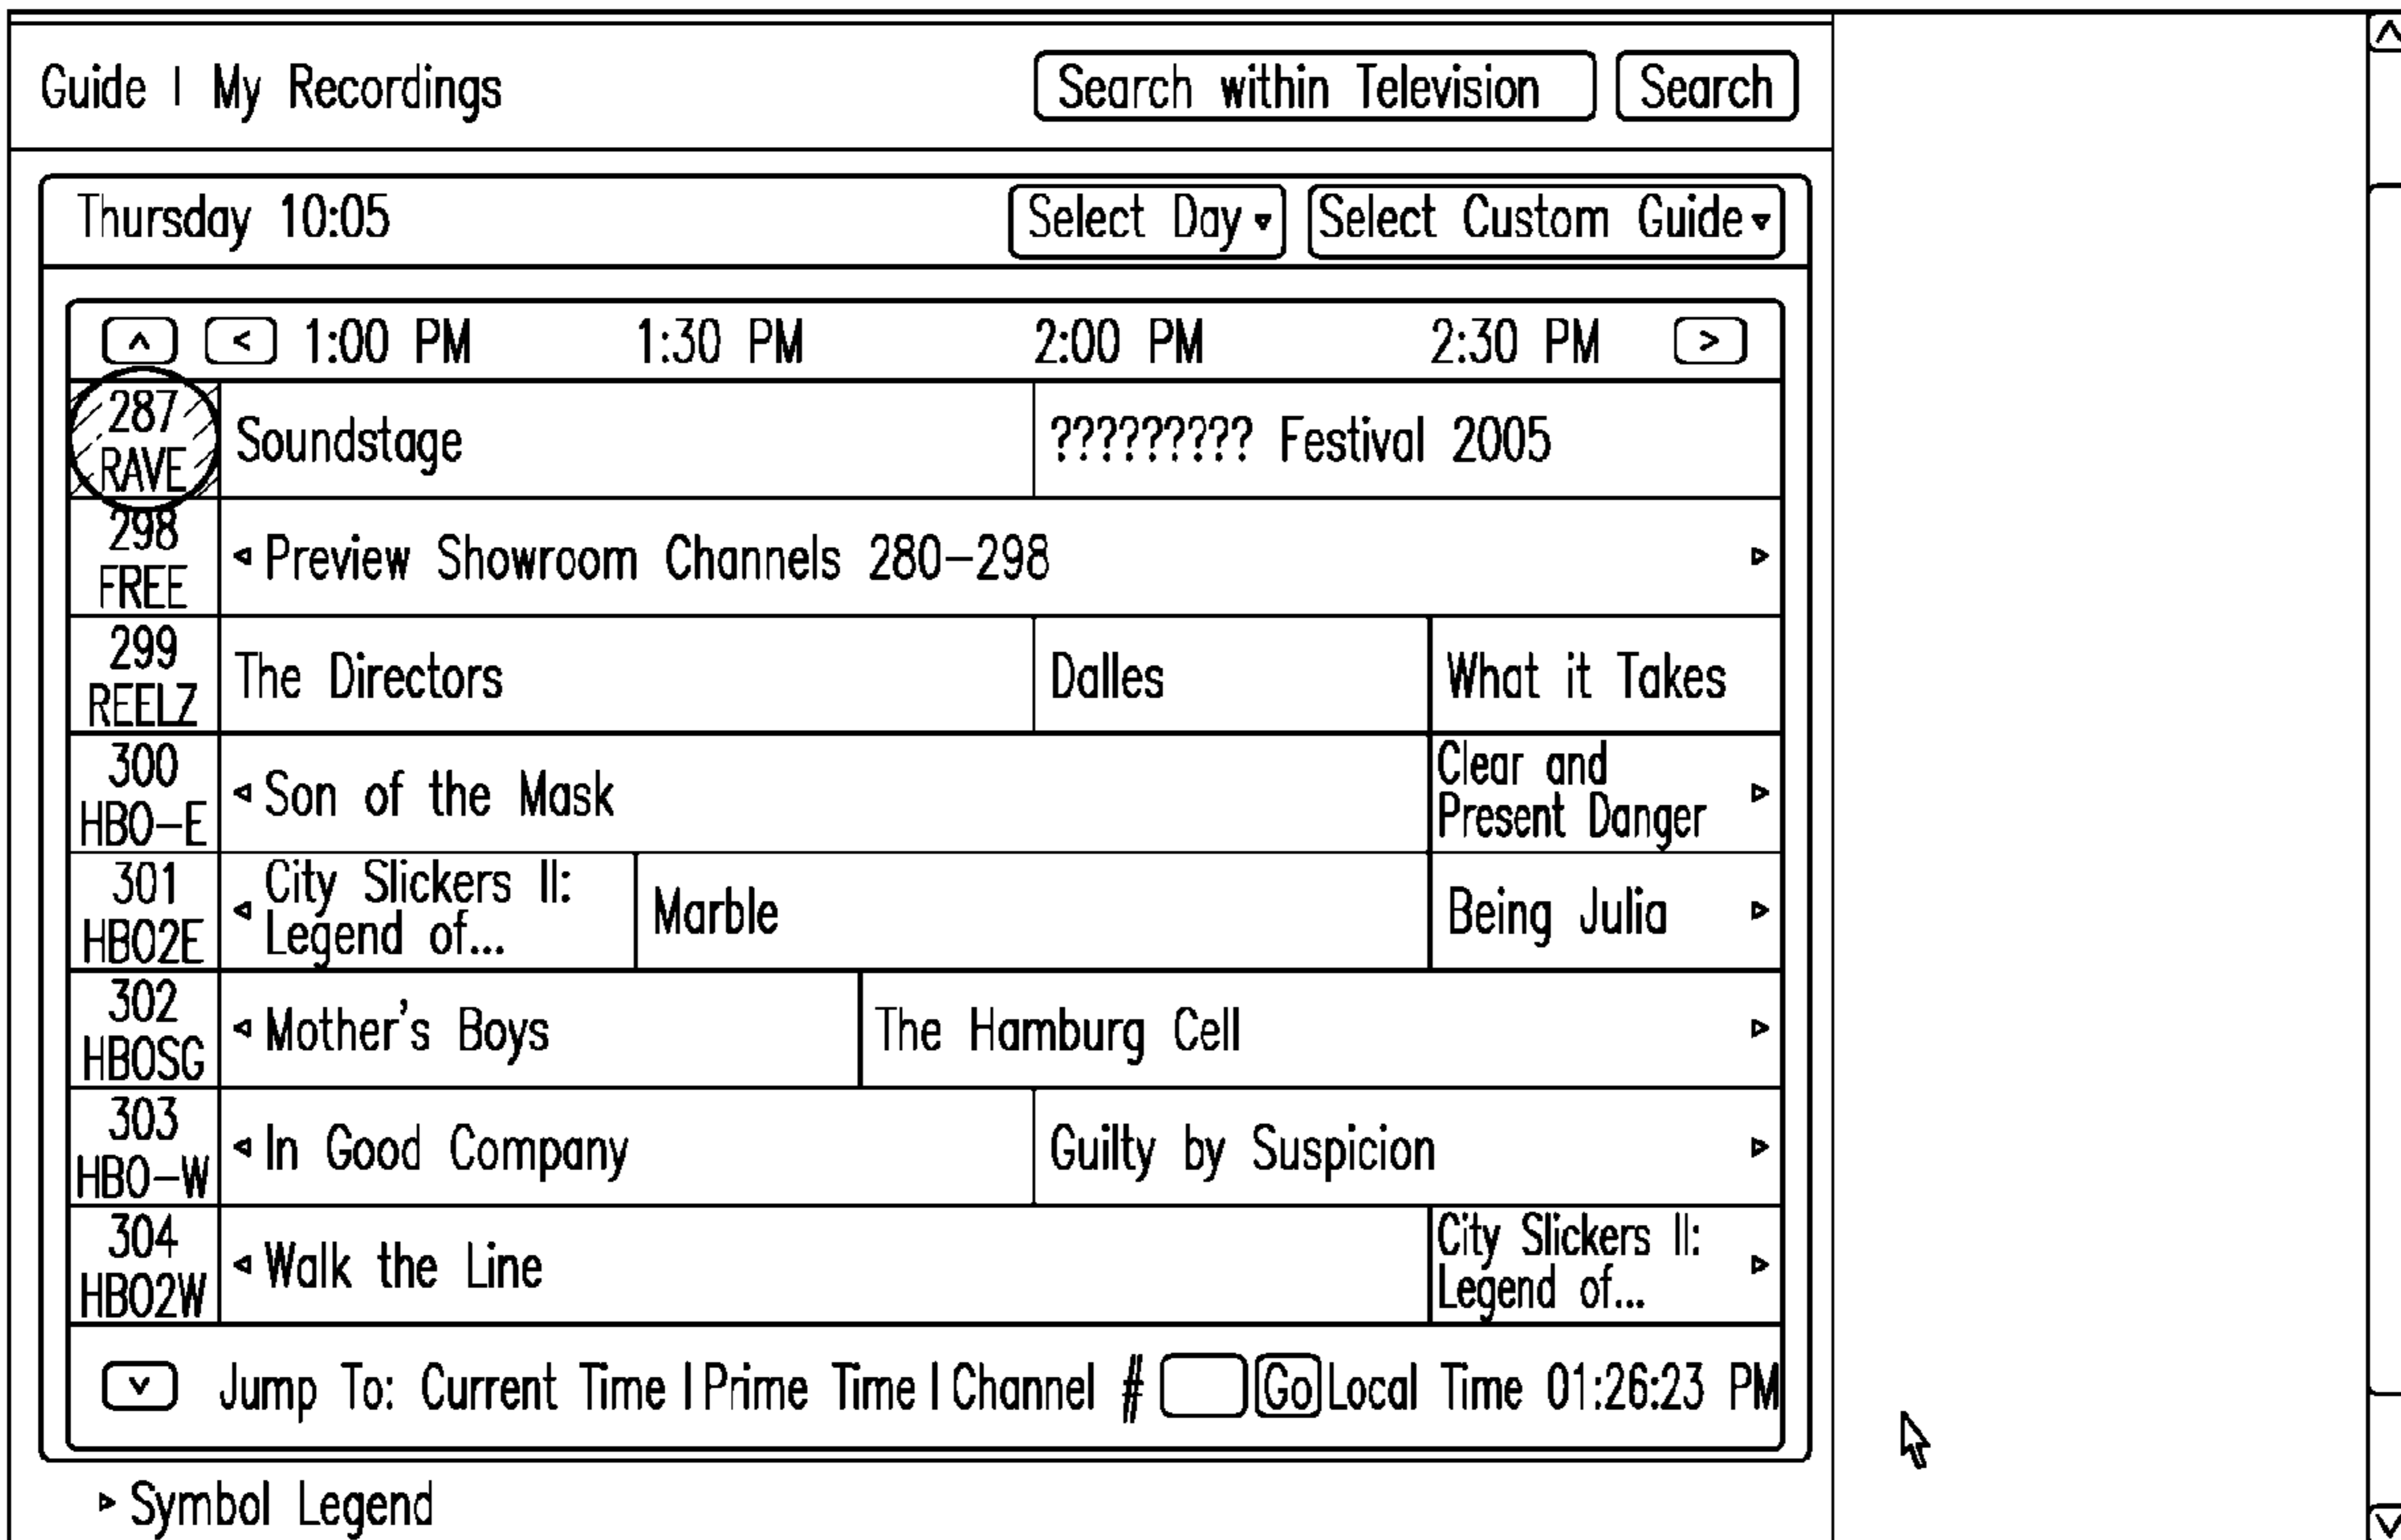 Guide | My Recordings
Search within Television
Search
Thursday 10:05
Select Day
Select Custom Guide
1:00 PM 1:30 PM 2:00 PM 2:30 PM
287
RAVE
Soundstage
????????? Festival 2005
298
FREE
Preview Showroom Channels 280-298
299
REELZ
The Directors
Dalles
What it Takes
300
HBO-E
Son of the Mask
Clear and
Present Danger
301
HBO2E
City Slickers II:
Legend of...
Marble
Being Julia
302
HBOSG
Mother's Boys
The Hamburg Cell
303
HBO-W
In Good Company
Guilty by Suspicion
304
HBO2W
Walk the Line
City Slickers II:
Legend of...
Jump To: Current Time | Prime Time | Channel # Go Local Time 01:26:23 PM
Symbol Legend